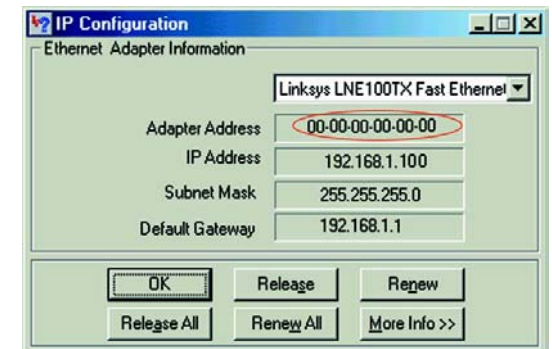 IP Configuration
Ethernet Adapter Information
Linksys LNE100TX Fast Ethernet
Adapter Address 00-00-00-00-00-00
IP Address 192.168.1.100
Subnet Mask 255.255.255.0
Default Gateway 192.168.1.1
OK Release Renew
Release All Renew All More Info >>